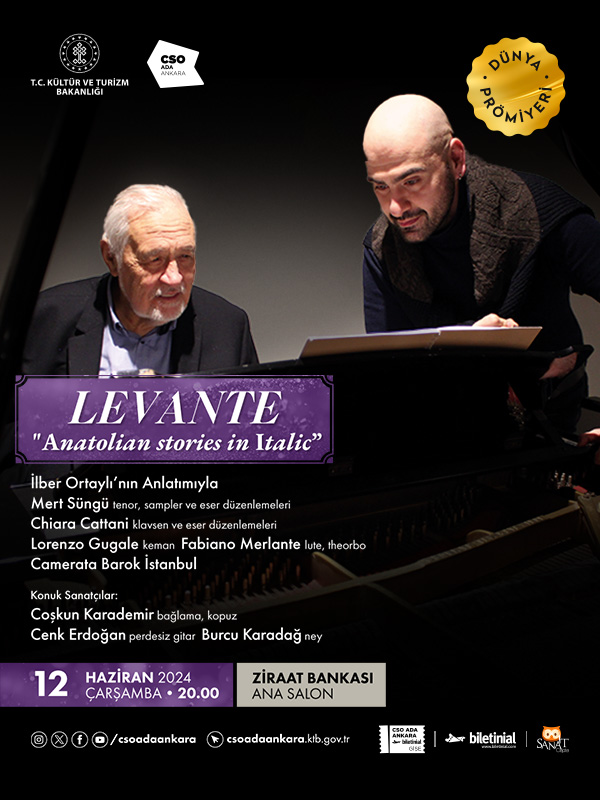 T.C. KÜLTÜR VE TURİZM
BAKANLIĞI
CSO
ADA
ANKARA
DÜNYA
PRÖMİYERİ
LEVANTE
"Anatolian stories in Italic”
İlber Ortaylı’nın Anlatımıyla
Mert Süngü tenor, sampler ve eser düzenlemeleri
Chiara Cattani klavsen ve eser düzenlemeleri
Lorenzo Gugale keman Fabiano Merlante lute, theorbo
Camerata Barok İstanbul
Konuk Sanatçılar:
Coşkun Karademir bağlama, kopuz
Cenk Erdoğan perdesiz gitar Burcu Karadağ ney
12 HAZİRAN 2024
ÇARŞAMBA • 20.00
ZİRAAT BANKASI
ANA SALON
/csoadaankara
csoadaankara.ktb.gov.tr
CSO ADA
ANKARA
biletinial
GİŞE
biletinial
www.biletinial.com
SANAT